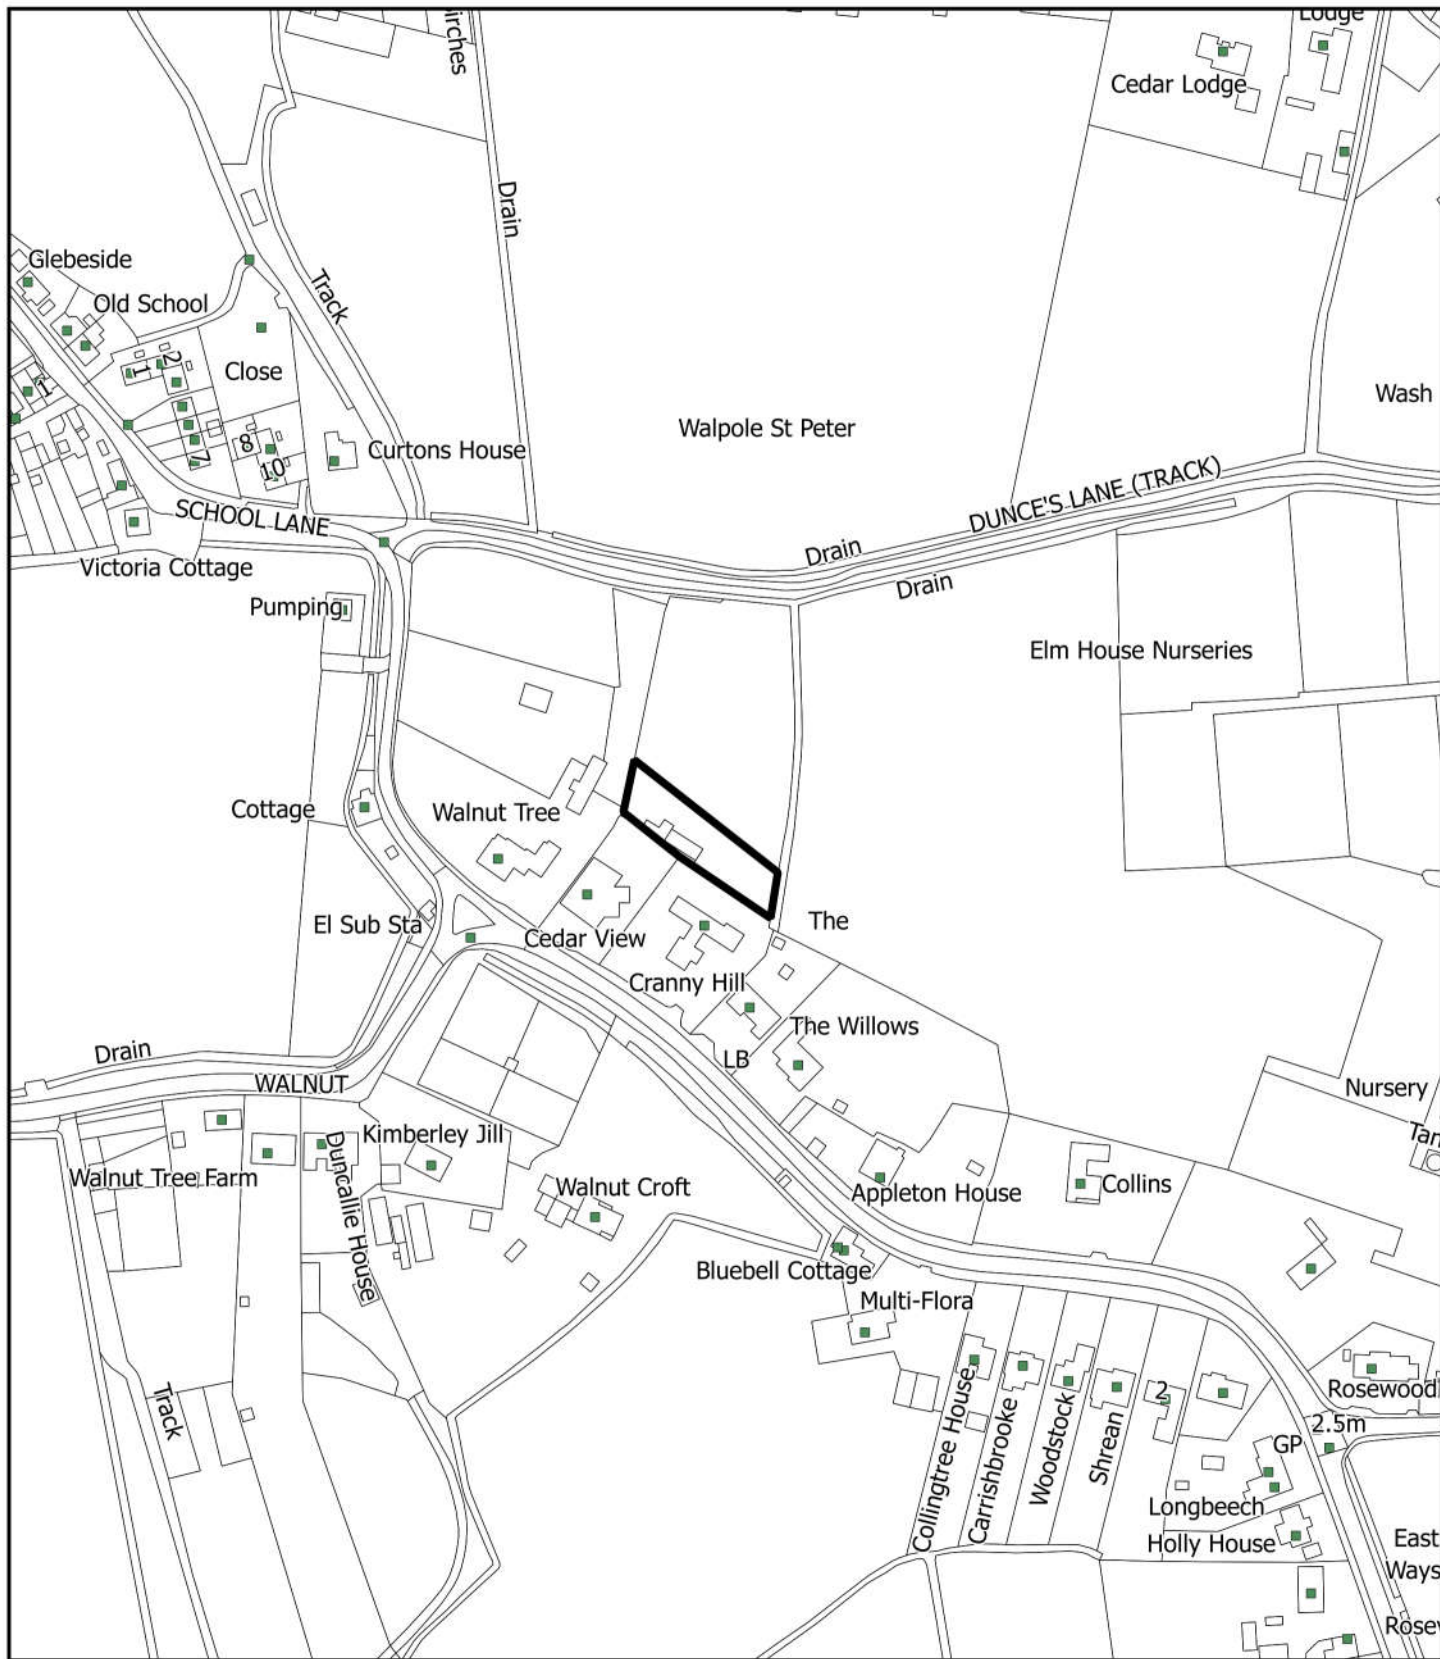 Lodge
Cedar Lodge
Drain
Glebeside
Track
Old School
2
1
Close
1
Wash
Walpole St Peter
8
Curtons House
7
10
DUNCE'S LANE (TRACK)
SCHOOL LANE
Drain
Victoria Cottage
Drain
Pumping
Elm House Nurseries
Cottage
Walnut Tree
The
El Sub Sta
Cedar View
Cranny Hill
The Willows
Drain
LB
WALNUT
Nursery
Kimberley Jill
Walnut Tree Farm
Duncallie House
Walnut Croft
Appleton House
Collins
Bluebell Cottage
Multi-Flora
Rosewood
Track
Collingtree House
Carrishbrooke
Woodstock
Shrean
2
2.5m
GP
Longbeech
Holly House
East
Ways